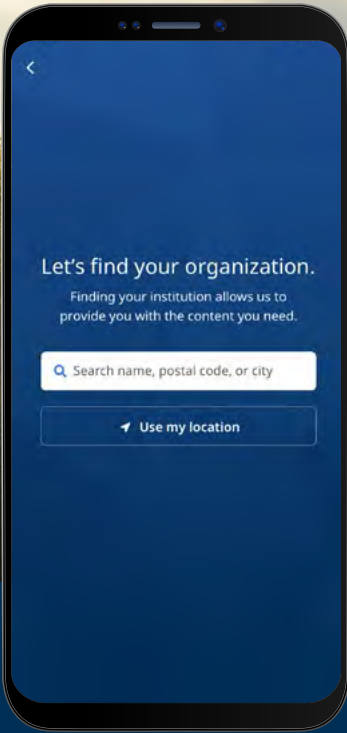 Let's find your organization.
Finding your institution allows us to
provide you with the content you need.
Search name, postal code, or city
Use my location